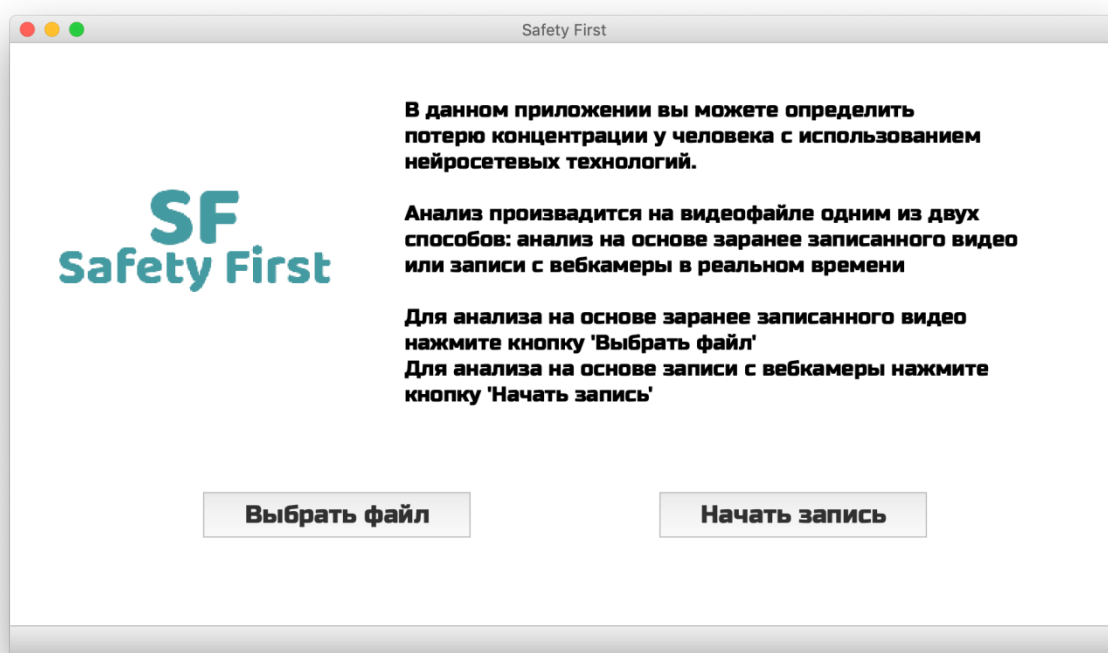 Safety First
SF
Safety First
В данном приложении вы можете определить
потерю концентрации у человека с использованием
нейросетевых технологий.
Анализ произвадится на видеофайле одним из двух
способов: анализ на основе заранее записанного видео
или записи с вебкамеры в реальном времени
Для анализа на основе заранее записанного видео
нажмите кнопку 'Выбрать файл'
Для анализа на основе записи с вебкамеры нажмите
кнопку 'Начать запись'
Выбрать файл
Начать запись